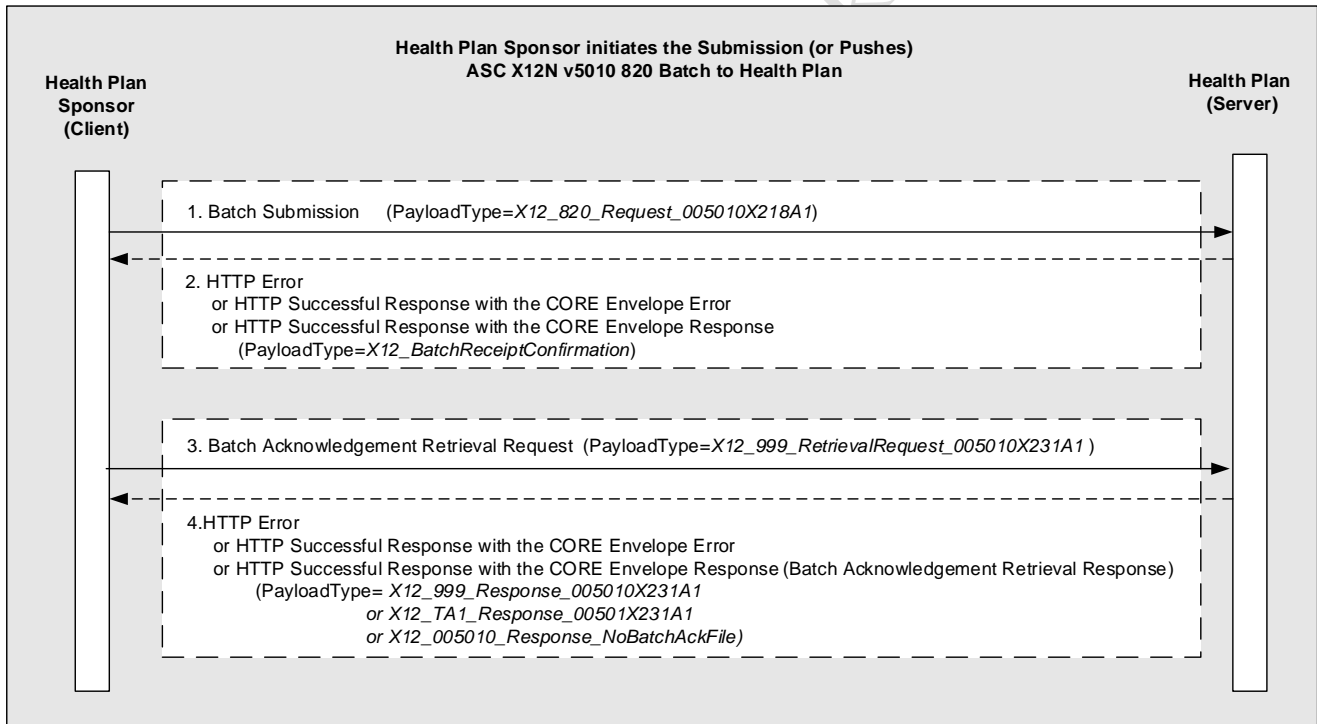 Health Plan Sponsor initiates the Submission (or Pushes)
ASC X12N v5010 820 Batch to Health Plan
Health Plan
Sponsor
(Client)
Health Plan
(Server)
1. Batch Submission (PayloadType=X12_820_Request_005010X218A1)
2. HTTP Error
or HTTP Successful Response with the CORE Envelope Error
or HTTP Successful Response with the CORE Envelope Response
(PayloadType=X12_BatchReceiptConfirmation)
3. Batch Acknowledgement Retrieval Request (PayloadType=X12_999_RetrievalRequest_005010X231A1 )
4.HTTP Error
or HTTP Successful Response with the CORE Envelope Error
or HTTP Successful Response with the CORE Envelope Response (Batch Acknowledgement Retrieval Response)
(PayloadType= X12_999_Response_005010X231A1
or X12_TA1_Response_00501X231A1
or X12_005010_Response_NoBatchAckFile)